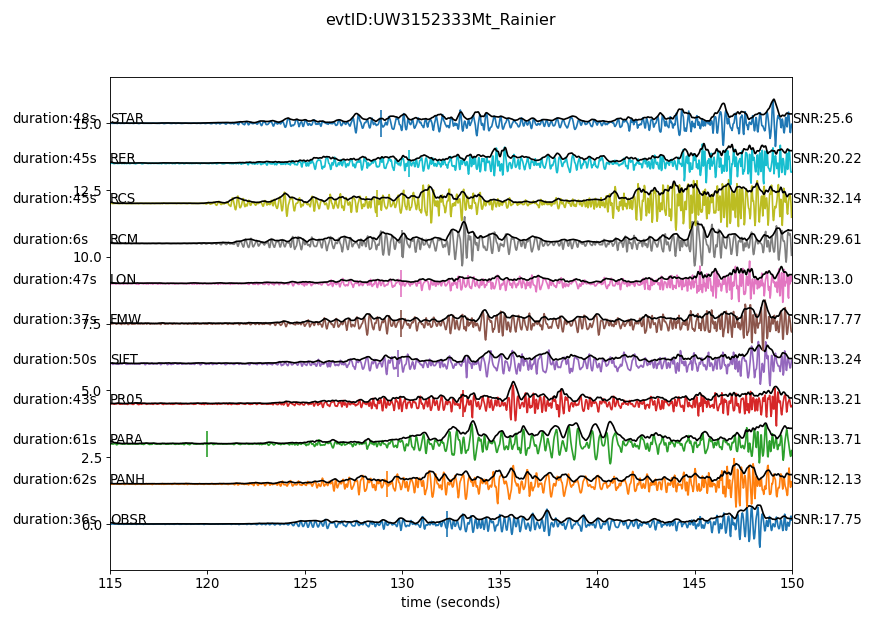 evtID:UW3152333Mt_Rainier
duration:48s 15.0 STAR SNR:25.6
duration:45s RER SNR:20.22
12.5
duration:45s RCS SNR:32.14
duration:6s RCM SNR:29.61
10.0
duration:47s LON SNR:13.0
duration:37s 7.5 FMW SNR:17.77
duration:50s SIFT SNR:13.24
5.0
duration:43s PR05 SNR:13.21
duration:61s PARA SNR:13.71
2.5
duration:62s PANH SNR:12.13
duration:36s 0.0 OBSR SNR:17.75
115 120 125 130 135 140 145 150
time (seconds)